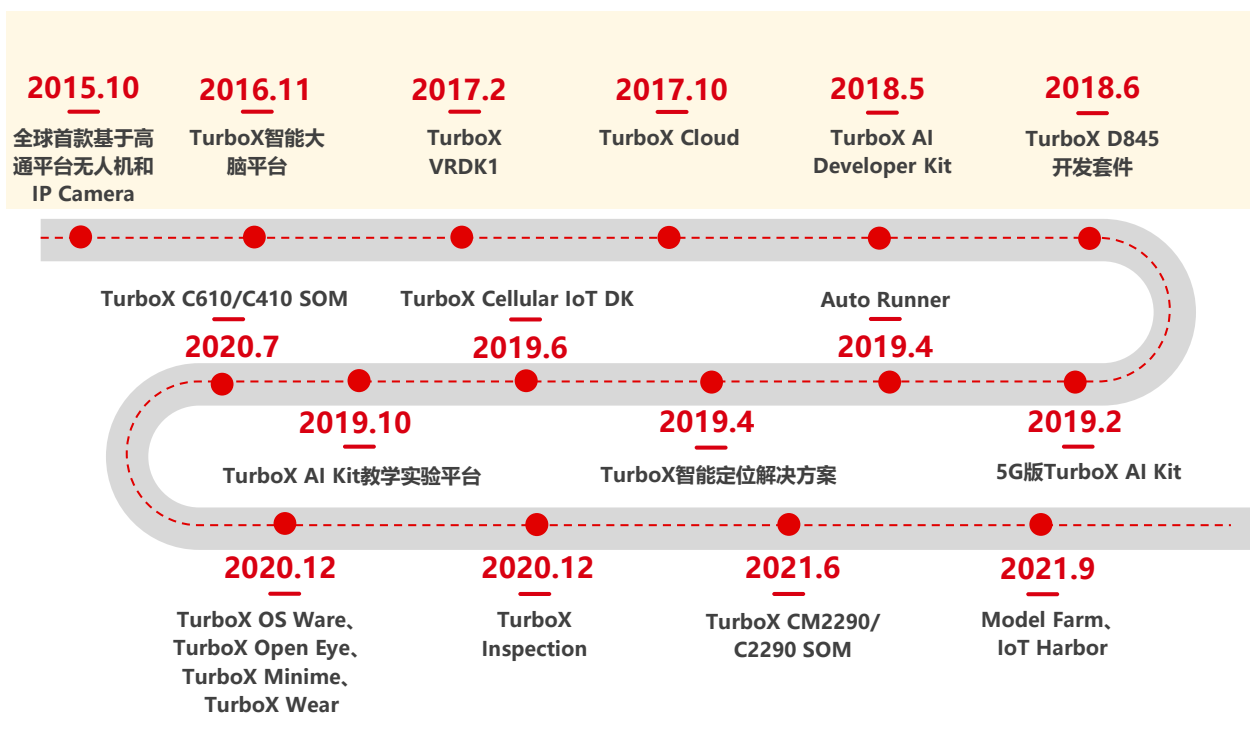 2015.10
全球首款基于高
通平台无人机和
IP Camera
2016.11
TurboX智能大
脑平台
2017.2
TurboX
VRDK1
2017.10
TurboX Cloud
2018.5
TurboX AI
Developer Kit
2018.6
TurboX D845
开发套件
TurboX C610/C410 SOM
2020.7
TurboX Cellular IoT DK
2019.6
Auto Runner
2019.4
2019.10
TurboX AI Kit教学实验平台
2019.4
TurboX智能定位解决方案
2019.2
5G版TurboX AI Kit
2020.12
TurboX OS Ware、
TurboX Open Eye、
TurboX Minime、
TurboX Wear
2020.12
TurboX
Inspection
2021.6
TurboX CM2290/
C2290 SOM
2021.9
Model Farm、
IoT Harbor